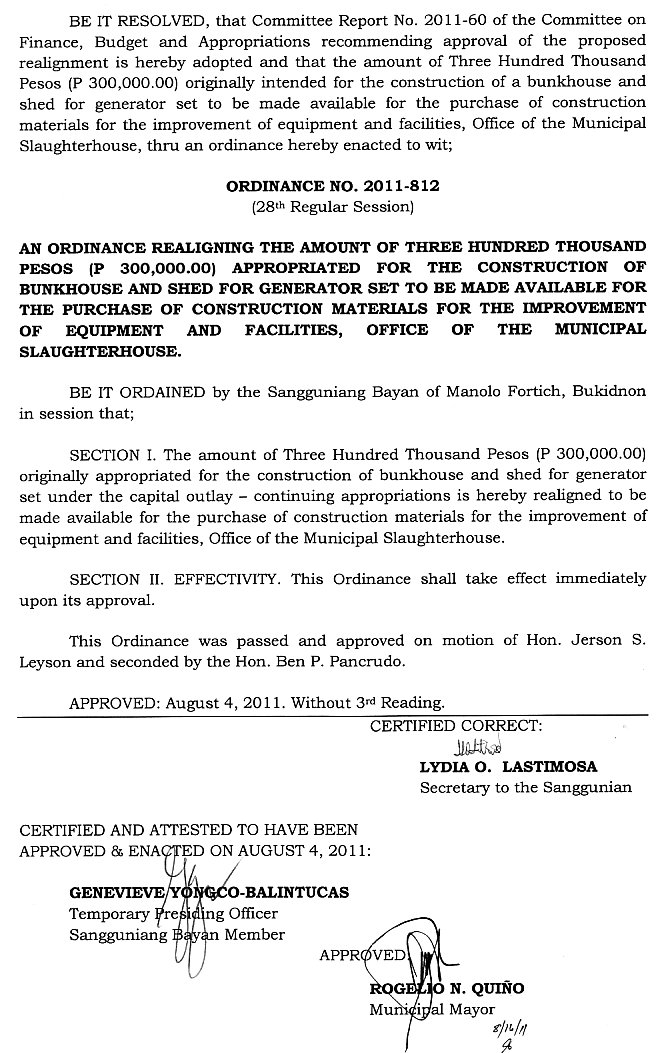 BE IT RESOLVED, that Committee Report No. 2011-60 of the Committee on
Finance, Budget and Appropriations recommending approval of the proposed
realignment is hereby adopted and that the amount of Three Hundred Thousand
Pesos (P 300,000.00) originally intended for the construction of a bunkhouse and
shed for generator set to be made available for the purchase of construction
materials for the improvement of equipment and facilities, Office of the Municipal
Slaughterhouse, thru an ordinance hereby enacted to wit;
ORDINANCE NO. 2011-812
(28th Regular Session)
AN ORDINANCE REALIGNING THE AMOUNT OF THREE HUNDRED THOUSAND
PESOS (P 300,000.00) APPROPRIATED FOR THE CONSTRUCTION OF
BUNKHOUSE AND SHED FOR GENERATOR SET TO BE MADE AVAILABLE FOR
THE PURCHASE OF CONSTRUCTION MATERIALS FOR THE IMPROVEMENT
OF EQUIPMENT AND FACILITIES, OFFICE OF THE MUNICIPAL
SLAUGHTERHOUSE.
BE IT ORDAINED by the Sangguniang Bayan of Manolo Fortich, Bukidnon
in session that;
SECTION I. The amount of Three Hundred Thousand Pesos (P 300,000.00)
originally appropriated for the construction of bunkhouse and shed for generator
set under the capital outlay – continuing appropriations is hereby realigned to be
made available for the purchase of construction materials for the improvement of
equipment and facilities, Office of the Municipal Slaughterhouse.
SECTION II. EFFECTIVITY. This Ordinance shall take effect immediately
upon its approval.
This Ordinance was passed and approved on motion of Hon. Jerson S.
Leyson and seconded by the Hon. Ben P. Pancrudo.
APPROVED: August 4, 2011. Without 3rd Reading.
CERTIFIED CORRECT:
LYDIA O. LASTIMOSA
Secretary to the Sanggunian
CERTIFIED AND ATTESTED TO HAVE BEEN
APPROVED & ENACTED ON AUGUST 4, 2011:
GENEVIEVE YONGCO-BALINTUCAS
Temporary Presiding Officer
Sangguniang Bayan Member
APPROVED:
ROGELIO N. QUIÑO
Municipal Mayor
8/16/11